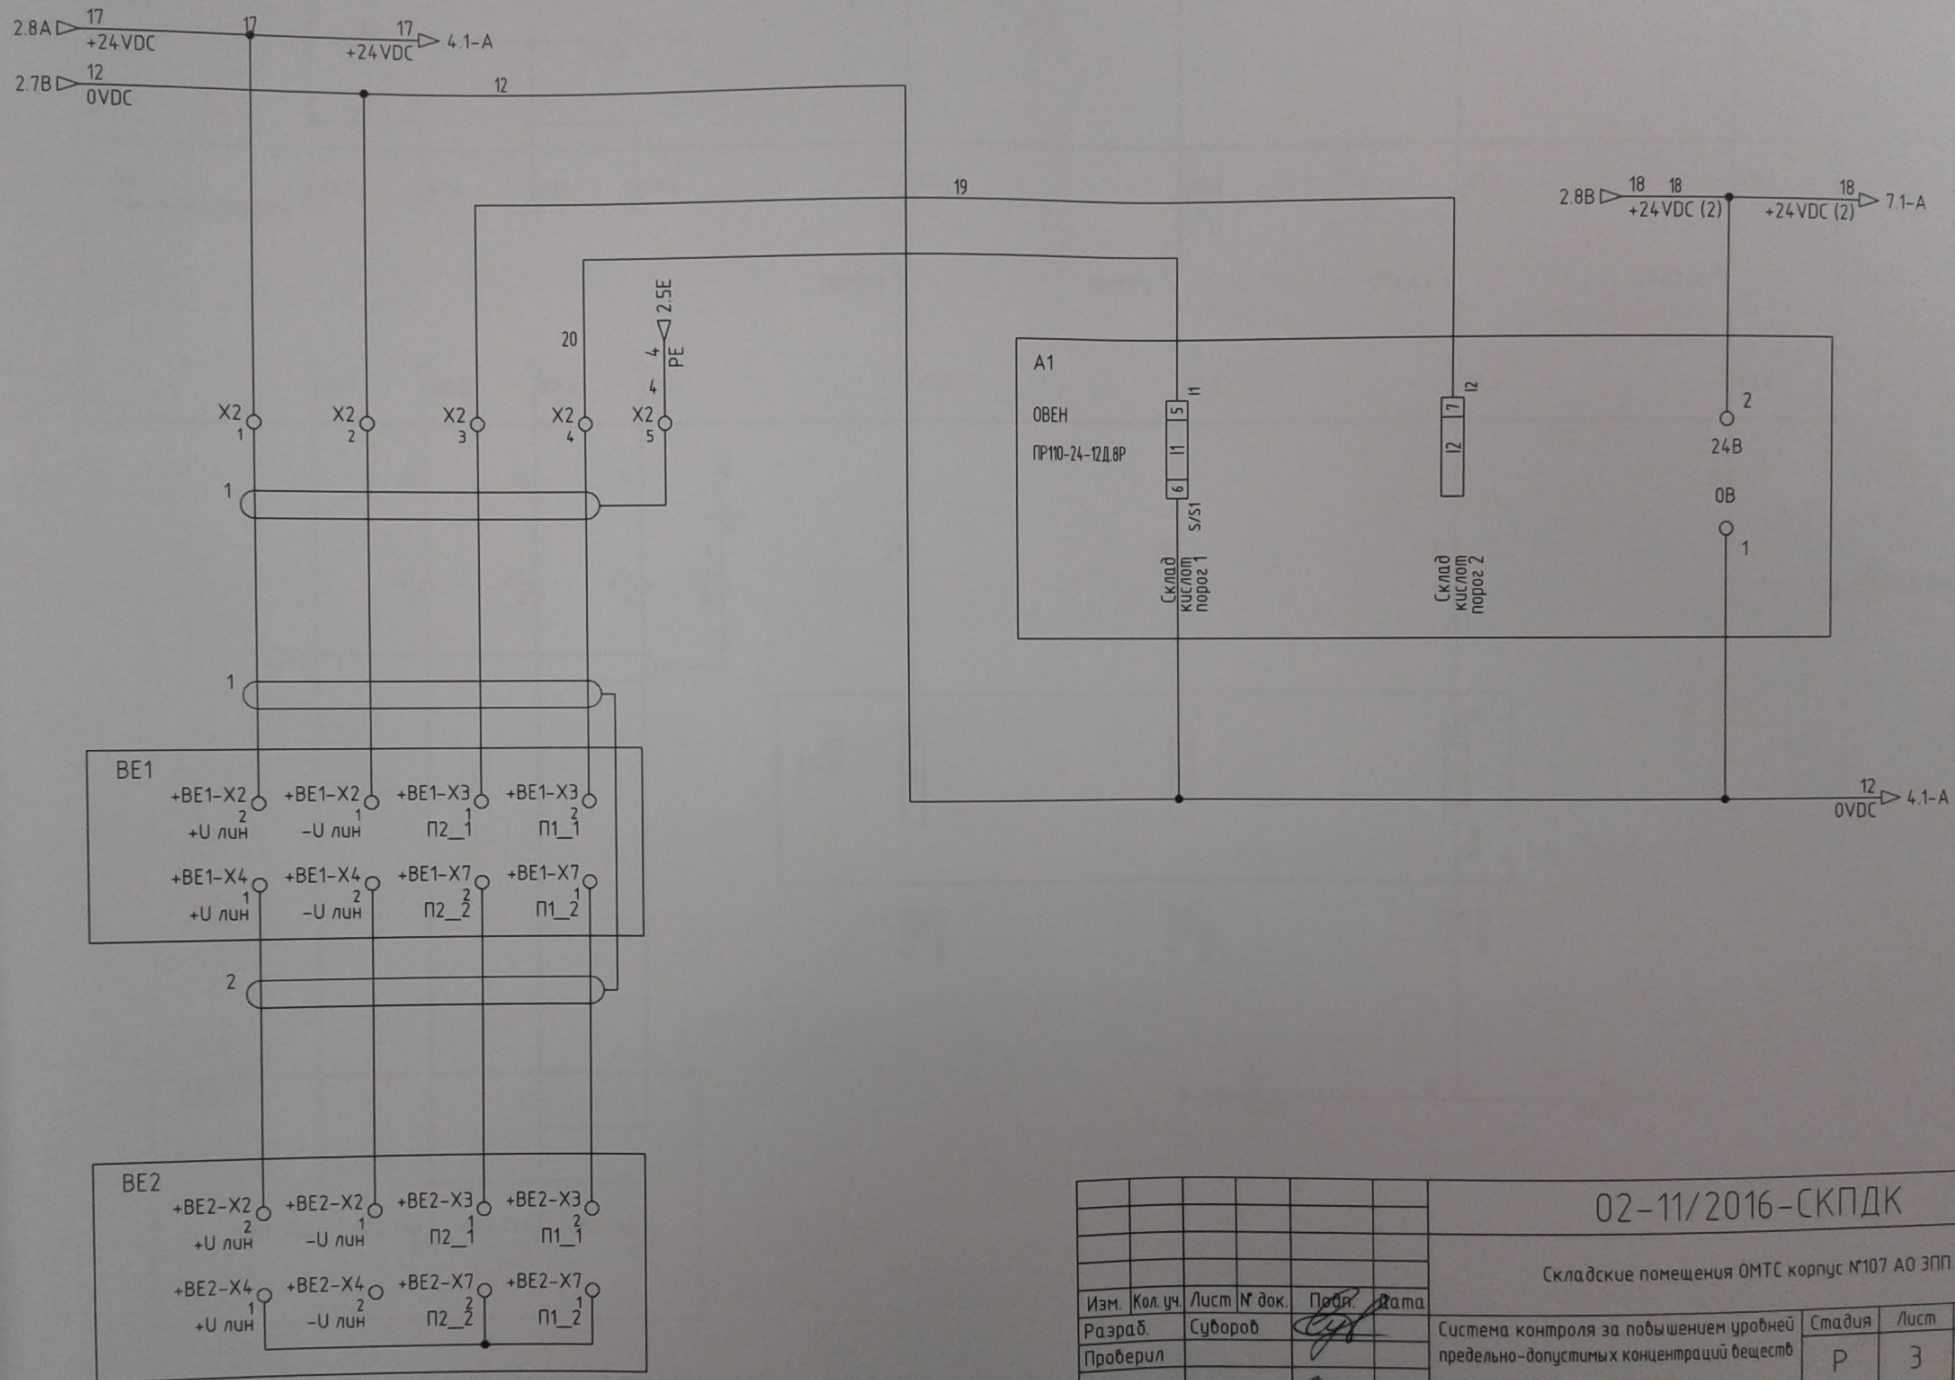 2.8A 17 17 17 4.1-A
+24VDC +24VDC
2.7B 12 12
0VDC
19
2.8B 18 18 18 7.1-A
+24VDC (2) +24VDC (2)
2.5E
20 4 PE
4
X2 X2 X2 X2 X2
1 2 3 4 5
1
A1
ОВЕН
ПР110-24-12Д.8Р
5 I1 6
I1
S/S1
7 I2
I2
2
24В
0В
1
Склад
кислот
порог 1
Склад
кислот
порог 2
1
12 4.1-A
0VDC
BE1
+BE1-X2 +BE1-X2 +BE1-X3 +BE1-X3
2 1 1 2
+U лин -U лин П2_1 П1_1
+BE1-X4 +BE1-X4 +BE1-X7 +BE1-X7
1 2 2 1
+U лин -U лин П2_2 П1_2
2
BE2
+BE2-X2 +BE2-X2 +BE2-X3 +BE2-X3
2 1 1 2
+U лин -U лин П2_1 П1_1
+BE2-X4 +BE2-X4 +BE2-X7 +BE2-X7
1 2 2 1
+U лин -U лин П2_2 П1_2
02-11/2016-СКПДК
Складские помещения ОМТС корпус №107 АО ЗПП
Изм. Кол. уч. Лист № док. Подп. Дата
Разраб. Суворов
Проверил
Система контроля за повышением уровней
предельно-допустимых концентраций веществ
Стадия Лист
Р 3